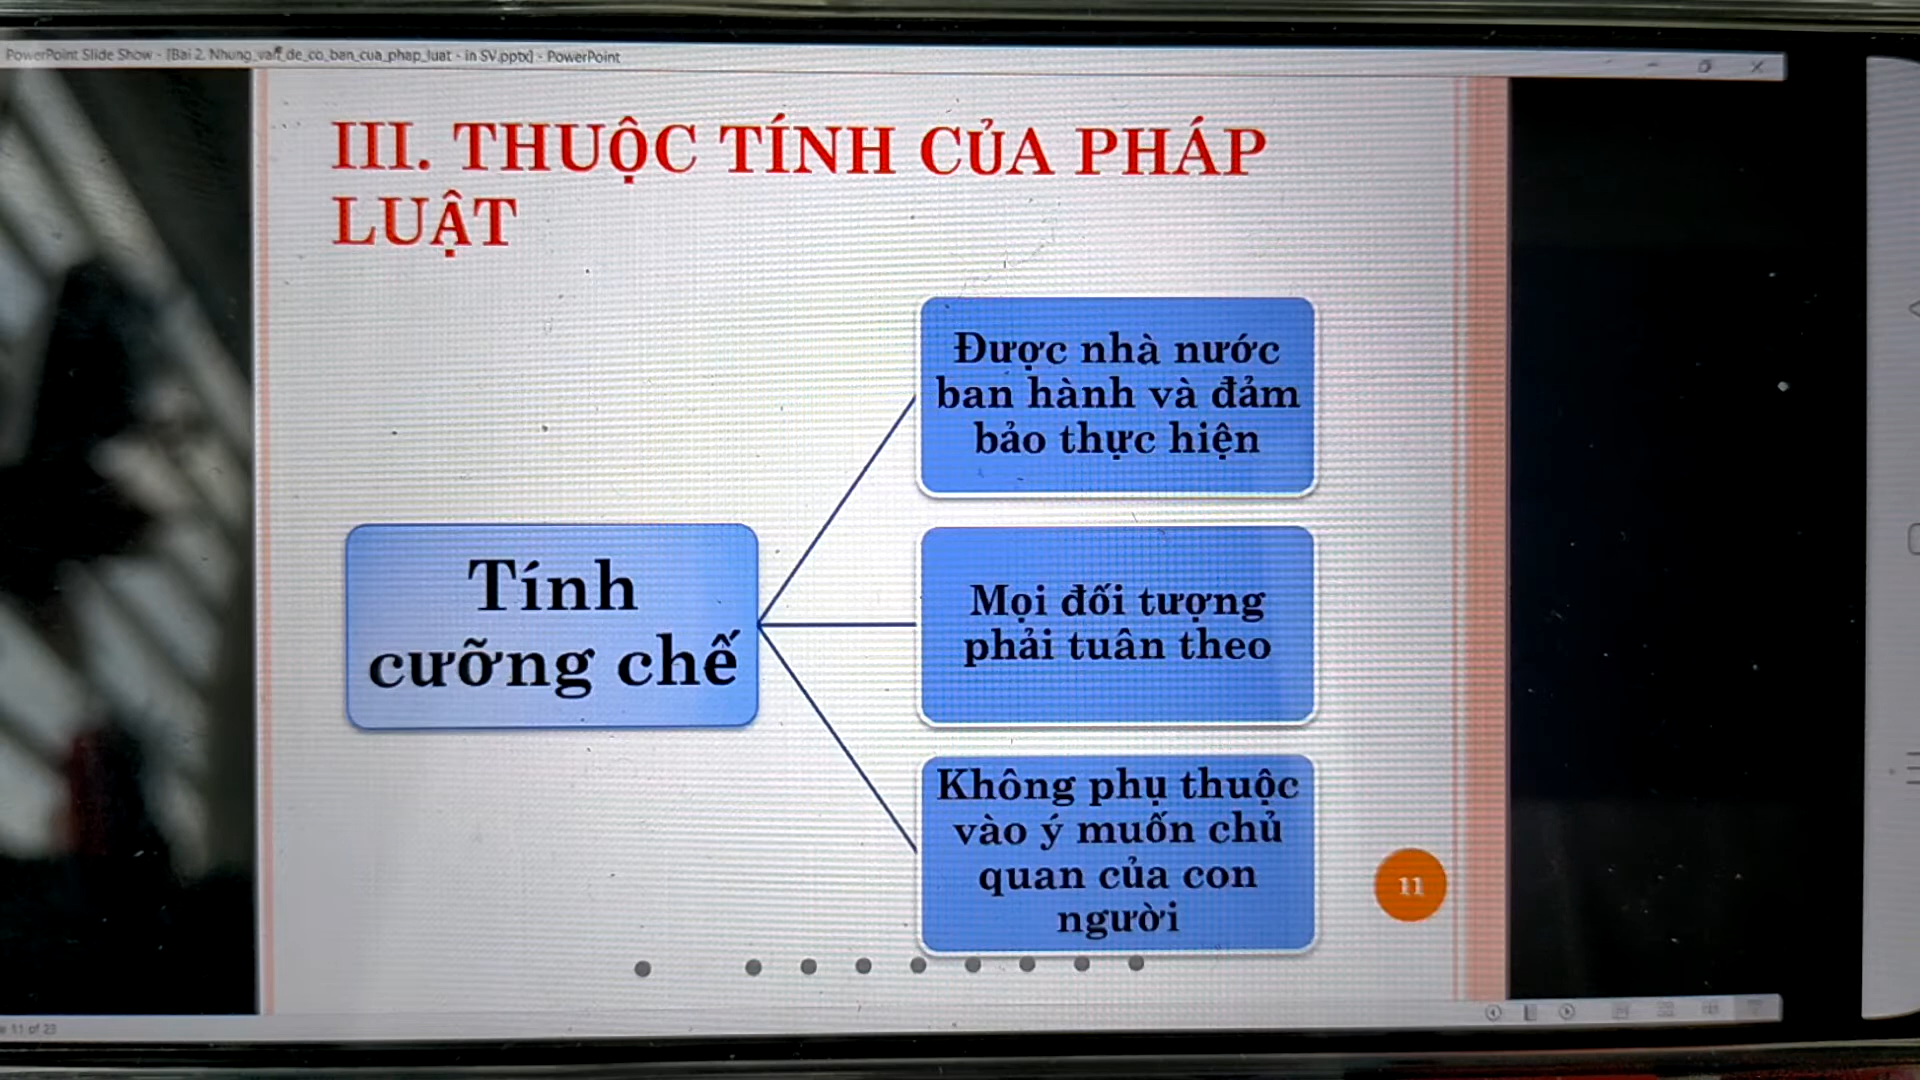 PowerPoint Slide Show - [Bai 2. Nhung_van_de_co_ban_cua_phap_luat - in SV.pptx] - PowerPoint
III. THUỘC TÍNH CỦA PHÁP
LUẬT
Được nhà nước
ban hành và đảm
bảo thực hiện
Tính
cưỡng chế
Mọi đối tượng
phải tuân theo
Không phụ thuộc
vào ý muốn chủ
quan của con
người
11
11 of 23